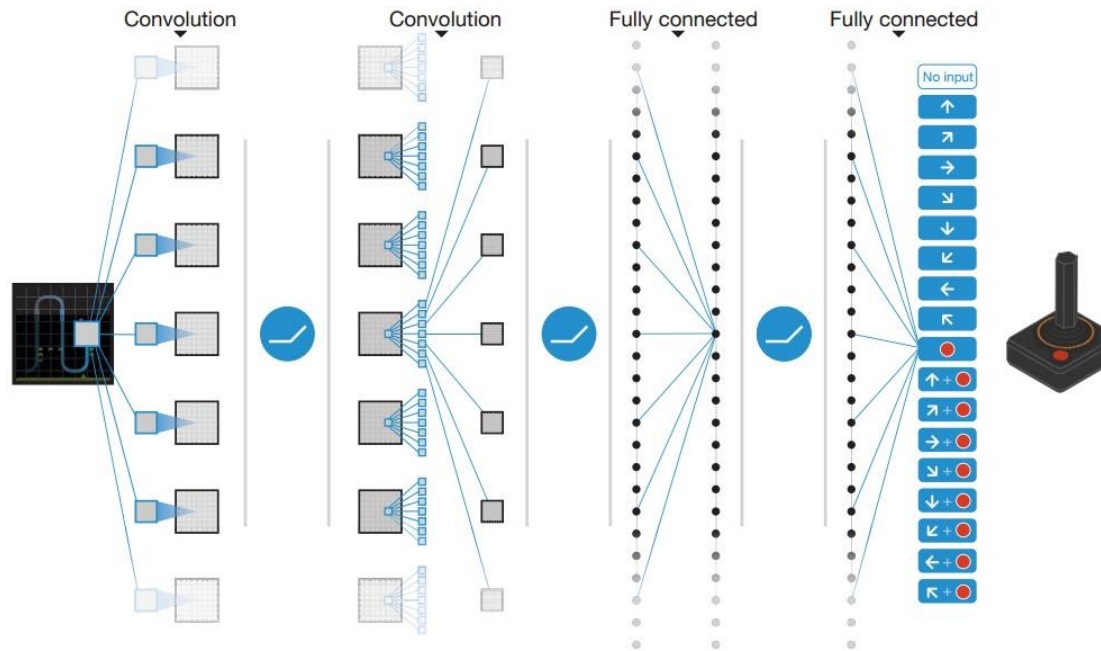 Convolution
Convolution
Fully connected
Fully connected
No input
+
+
+
+
+
+
+
+